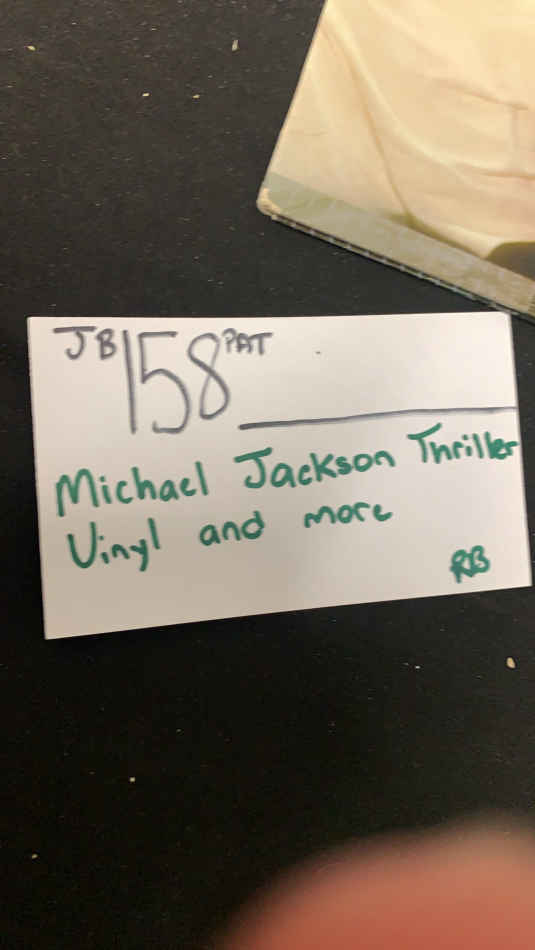 JB 158 PAT
Michael Jackson Thriller
Vinyl and more
RB